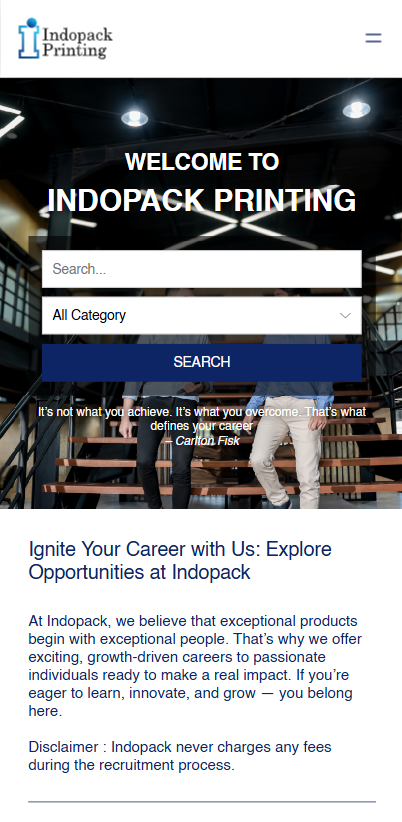 Indopack
Printing
WELCOME TO
INDOPACK PRINTING
Search...
All Category
SEARCH
It's not what you achieve. It's what you overcome. That's what
defines your career
– Carlton Fisk
Ignite Your Career with Us: Explore
Opportunities at Indopack
At Indopack, we believe that exceptional products
begin with exceptional people. That's why we offer
exciting, growth-driven careers to passionate
individuals ready to make a real impact. If you're
eager to learn, innovate, and grow — you belong
here.
Disclaimer : Indopack never charges any fees
during the recruitment process.